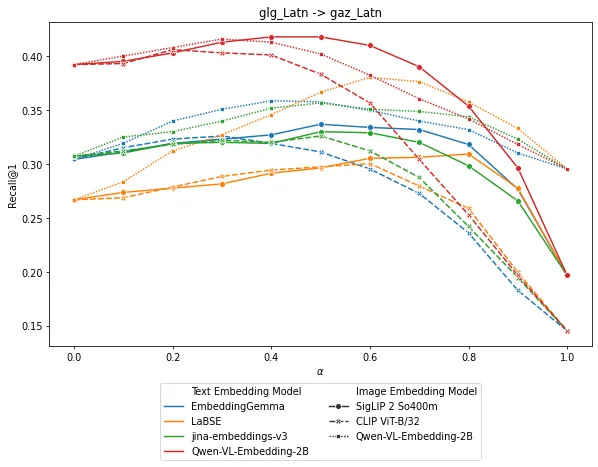 glg_Latn -> gaz_Latn
Recall@1
0.40
0.35
0.30
0.25
0.20
0.15
0.0
0.2
0.4
0.6
0.8
1.0
α
Text Embedding Model
EmbeddingGemma
LaBSE
jina-embeddings-v3
Qwen-VL-Embedding-2B
Image Embedding Model
SigLIP 2 So400m
CLIP ViT-B/32
Qwen-VL-Embedding-2B